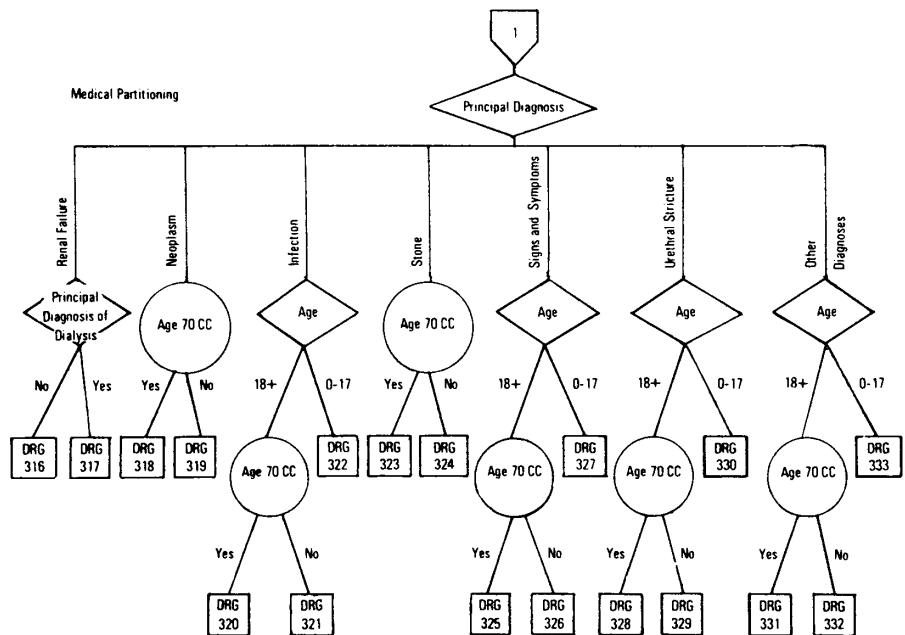 1
Medical Partitioning
Principal Diagnosis
Renal Failure
Neoplasm
Infection
Stone
Signs and Symptoms
Urethral Stricture
Other
Diagnoses
Principal
Diagnosis of
Dialysis
Age 70 CC
Age
Age 70 CC
Age
Age
Age
No
Yes
Yes
No
18+
0-17
Yes
No
18+
0-17
18+
0-17
18+
0-17
DRG
316
DRG
317
DRG
318
DRG
319
DRG
322
DRG
323
DRG
324
DRG
327
DRG
330
DRG
333
Age 70 CC
Age 70 CC
Age 70 CC
Age 70 CC
Yes
No
Yes
No
Yes
No
Yes
No
DRG
320
DRG
321
DRG
325
DRG
326
DRG
328
DRG
329
DRG
331
DRG
332